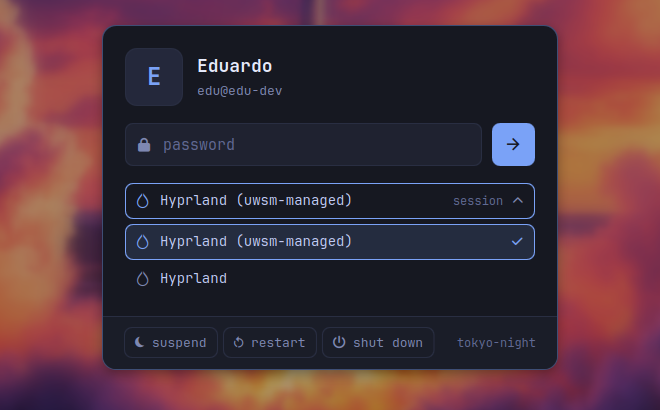 E
Eduardo
edu@edu-dev
password
Hyprland (uwsm-managed) session
Hyprland (uwsm-managed)
Hyprland
suspend restart shut down tokyo-night